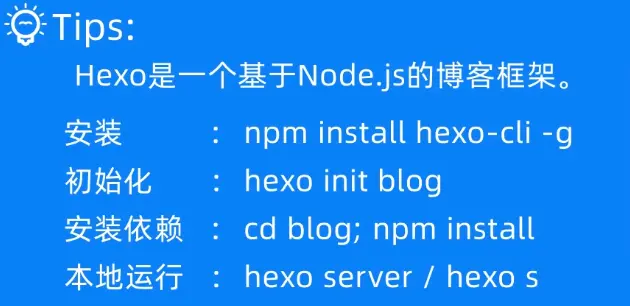 Tips:
Hexo是一个基于Node.js的博客框架。
安装 : npm install hexo-cli -g
初始化 : hexo init blog
安装依赖 : cd blog; npm install
本地运行 : hexo server / hexo s